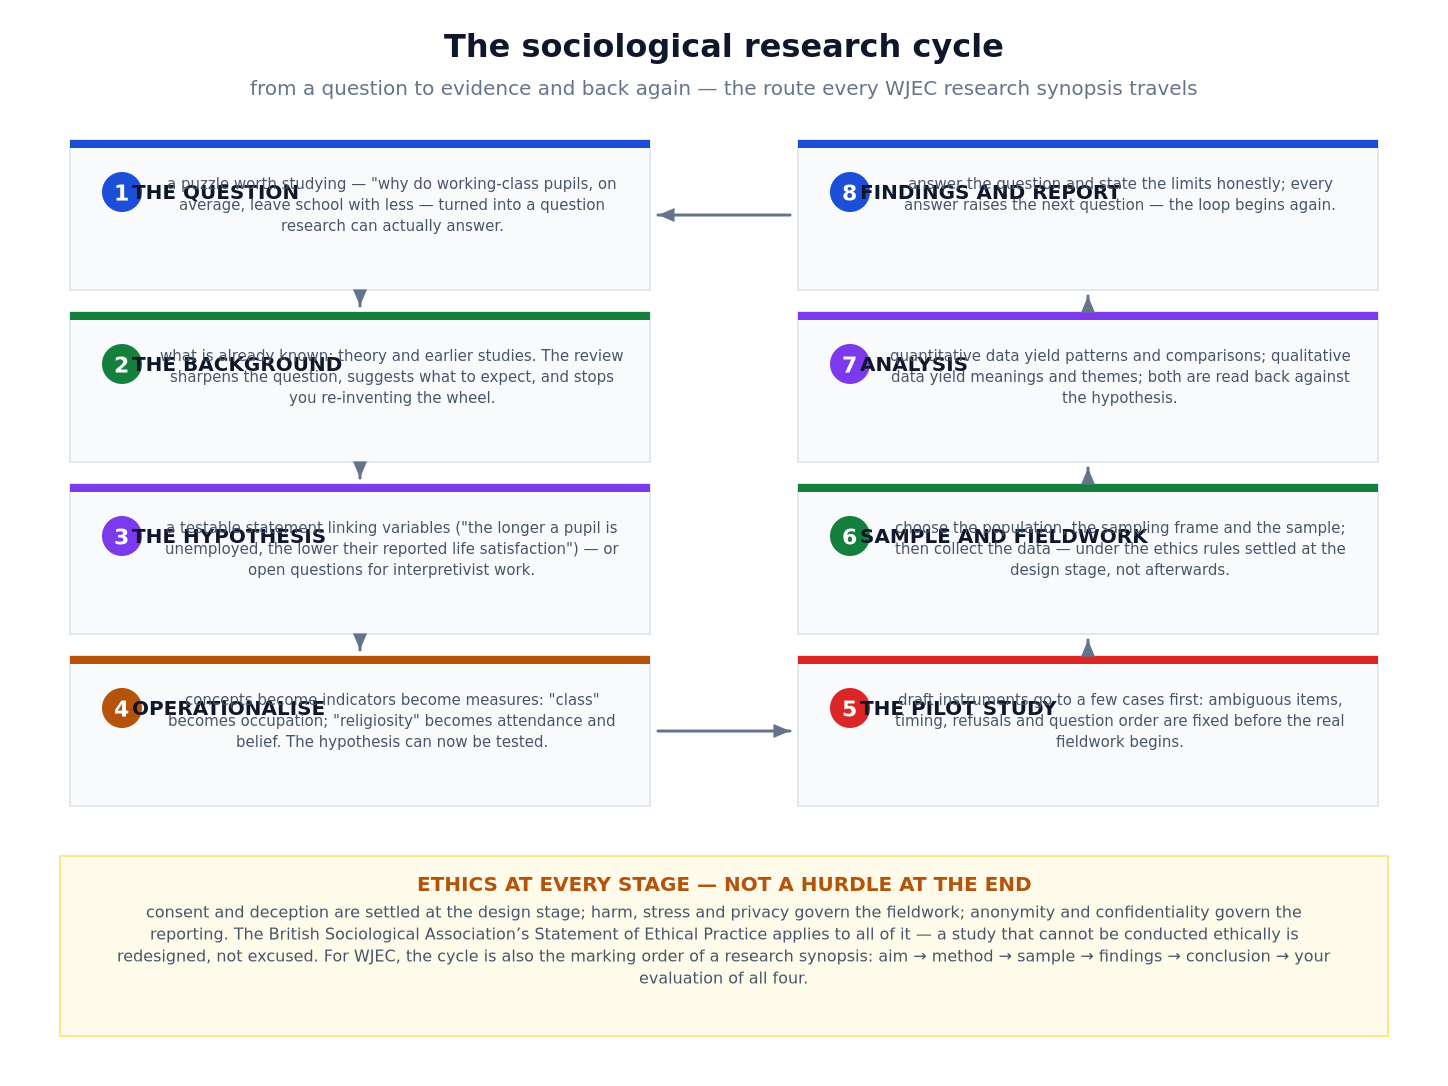 The sociological research cycle
from a question to evidence and back again — the route every WJEC research synopsis travels
1
THE QUESTION
a puzzle worth studying — "why do working-class pupils, on
average, leave school with less — turned into a question
research can actually answer.
2
THE BACKGROUND
what is already known: theory and earlier studies. The review
sharpens the question, suggests what to expect, and stops
you re-inventing the wheel.
3
THE HYPOTHESIS
a testable statement linking variables ("the longer a pupil is
unemployed, the lower their reported life satisfaction") — or
open questions for interpretivist work.
4
OPERATIONALISE
concepts become indicators become measures: "class"
becomes occupation; "religiosity" becomes attendance and
belief. The hypothesis can now be tested.
5
THE PILOT STUDY
draft instruments go to a few cases first: ambiguous items,
timing, refusals and question order are fixed before the real
fieldwork begins.
6
SAMPLE AND FIELDWORK
choose the population, the sampling frame and the sample;
then collect the data — under the ethics rules settled at the
design stage, not afterwards.
7
ANALYSIS
quantitative data yield patterns and comparisons; qualitative
data yield meanings and themes; both are read back against
the hypothesis.
8
FINDINGS AND REPORT
answer the question and state the limits honestly; every
answer raises the next question — the loop begins again.
ETHICS AT EVERY STAGE — NOT A HURDLE AT THE END
consent and deception are settled at the design stage; harm, stress and privacy govern the fieldwork; anonymity and confidentiality govern the
reporting. The British Sociological Association’s Statement of Ethical Practice applies to all of it — a study that cannot be conducted ethically is
redesigned, not excused. For WJEC, the cycle is also the marking order of a research synopsis: aim → method → sample → findings → conclusion → your
evaluation of all four.